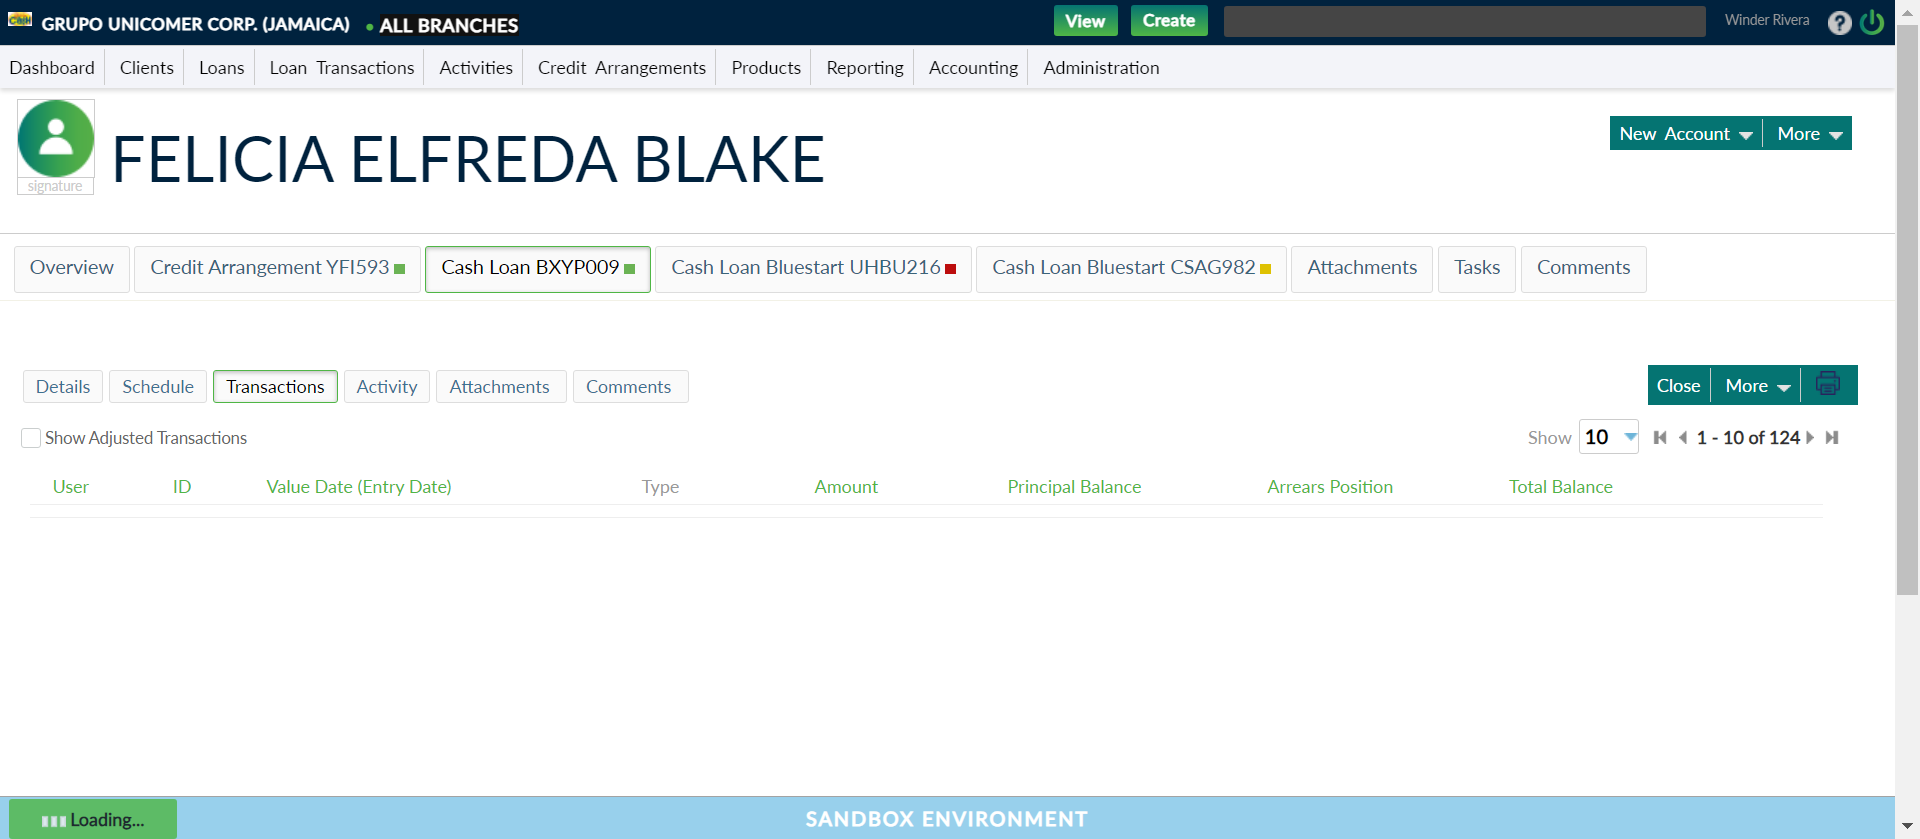 Cash GRUPO UNICOMER CORP. (JAMAICA) • ALL BRANCHES View Create Winder Rivera ?
Dashboard Clients Loans Loan Transactions Activities Credit Arrangements Products Reporting Accounting Administration
FELICIA ELFREDA BLAKE
New Account More
signature
Overview Credit Arrangement YFI593 Cash Loan BXYP009 Cash Loan Bluestart UHBU216 Cash Loan Bluestart CSAG982 Attachments Tasks Comments
Details Schedule Transactions Activity Attachments Comments Close More
Show Adjusted Transactions Show 10 1 - 10 of 124
User ID Value Date (Entry Date) Type Amount Principal Balance Arrears Position Total Balance
Loading... SANDBOX ENVIRONMENT